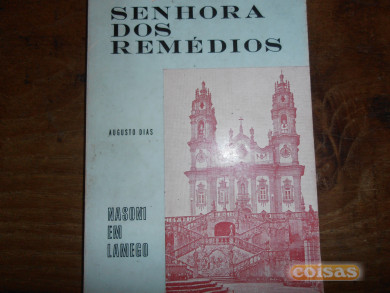 SENHORA
DOS
REMÉDIOS
AUGUSTO DIAS
NASONI
EM
LAMEGO
coisas